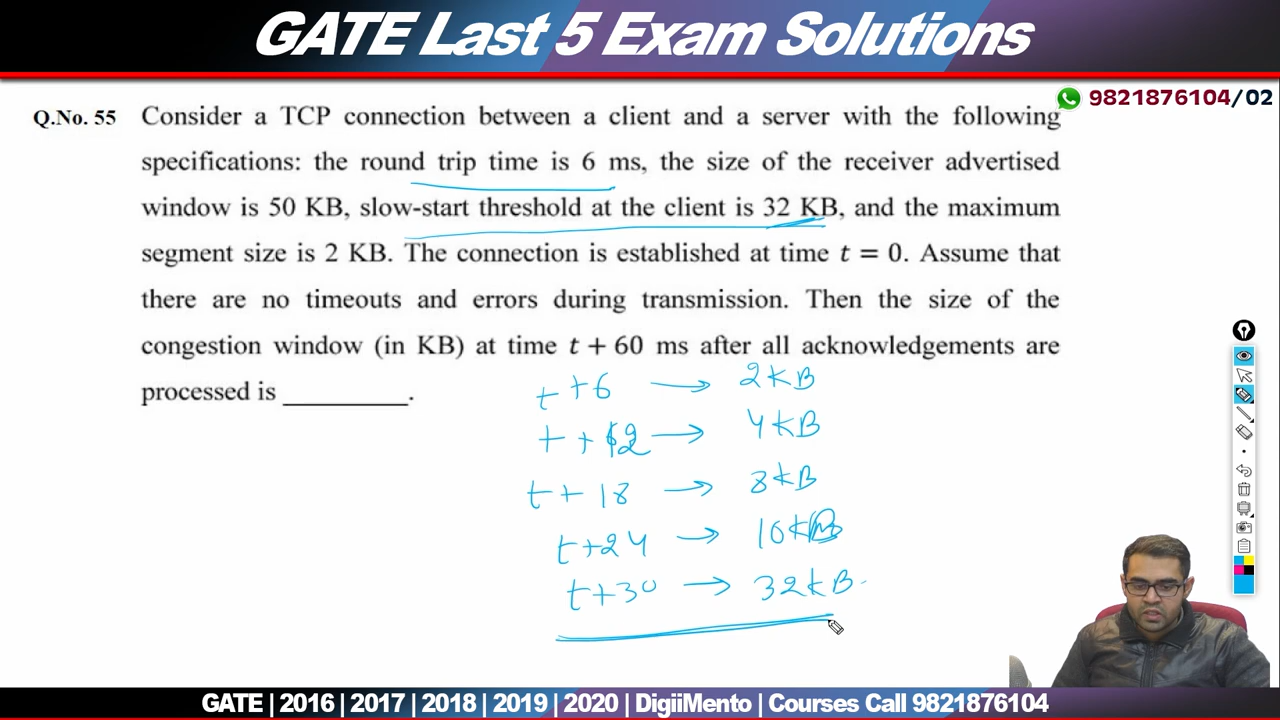 GATE Last 5 Exam Solutions
9821876104/02
Q.No. 55 Consider a TCP connection between a client and a server with the following
specifications: the round trip time is 6 ms, the size of the receiver advertised
window is 50 KB, slow-start threshold at the client is 32 KB, and the maximum
segment size is 2 KB. The connection is established at time t = 0. Assume that
there are no timeouts and errors during transmission. Then the size of the
congestion window (in KB) at time t + 60 ms after all acknowledgements are
processed is __________.
t+6 → 2KB
t+12 → 4KB
t+18 → 8KB
t+24 → 16KB
t+30 → 32KB
GATE | 2016 | 2017 | 2018 | 2019 | 2020 | DigiiMento | Courses Call 9821876104